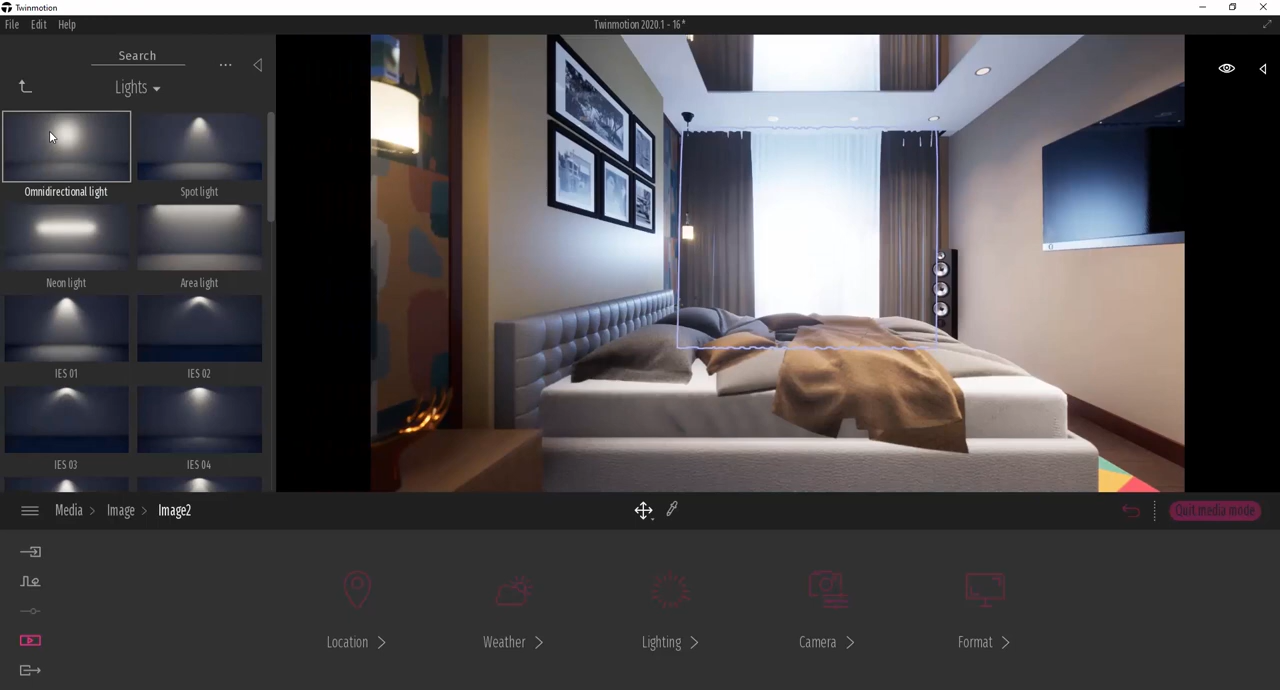 Twinmotion
File Edit Help
Twinmotion 2020.1 - 16*
Search
Lights
Omnidirectional light
Spot light
Neon light
Area light
IES 01
IES 02
IES 03
IES 04
Media > Image > Image2
Quit media mode
Location >
Weather >
Lighting >
Camera >
Format >